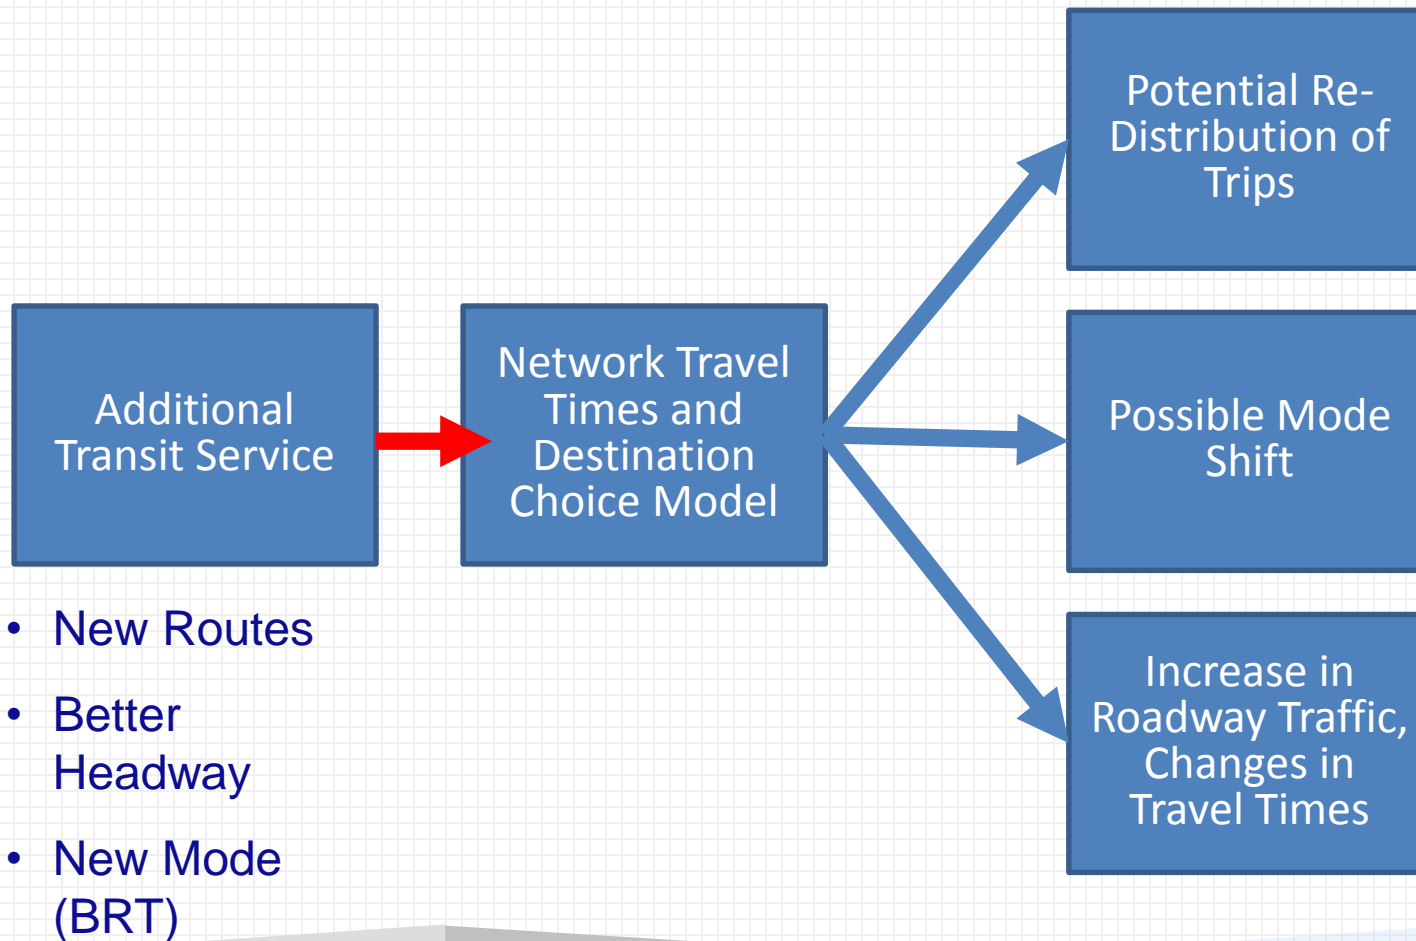 Potential Re-
Distribution of
Trips
Additional
Transit Service
Network Travel
Times and
Destination
Choice Model
Possible Mode
Shift
• New Routes
• Better
Headway
• New Mode
(BRT)
Increase in
Roadway Traffic,
Changes in
Travel Times